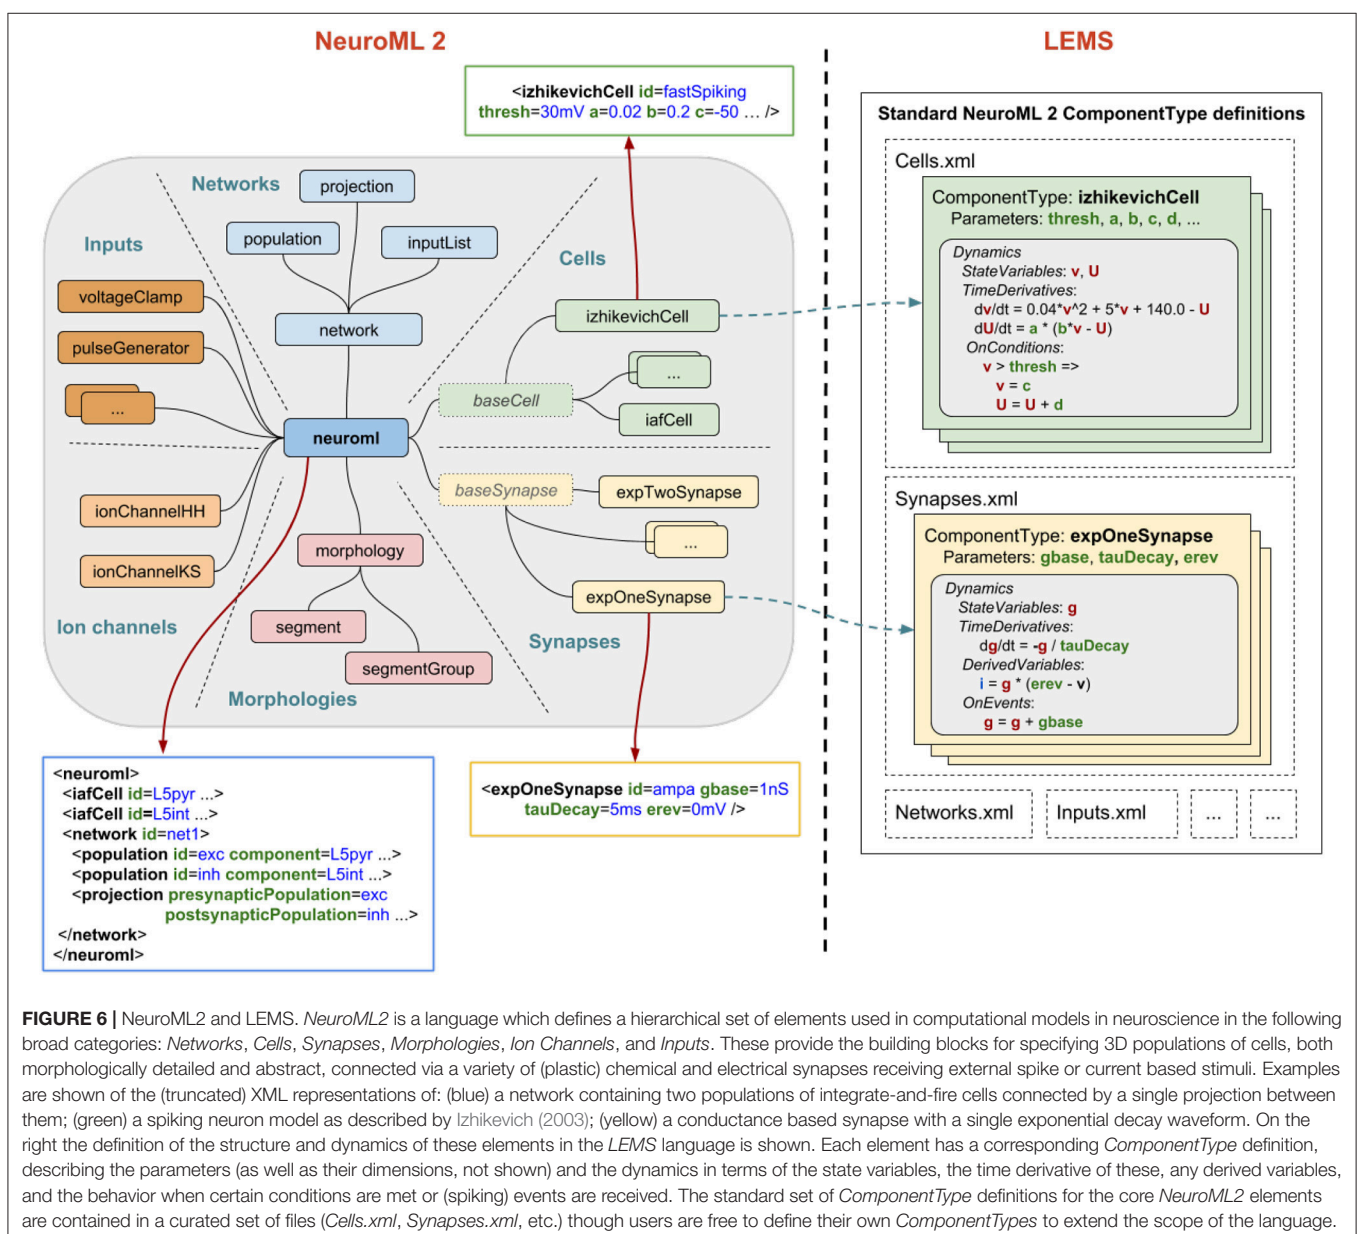 NeuroML 2
LEMS
<izhikevichCell id=fastSpiking
thresh=30mV a=0.02 b=0.2 c=-50 ... />
Networks
projection
population
inputList
network
Inputs
voltageClamp
pulseGenerator
...
Cells
izhikevichCell
...
baseCell
iafCell
neuroml
baseSynapse
expTwoSynapse
...
expOneSynapse
Synapses
ionChannelHH
ionChannelKS
Ion channels
morphology
segment
segmentGroup
Morphologies
<neuroml>
<iafCell id=L5pyr ...>
<iafCell id=L5int ...>
<network id=net1>
<population id=exc component=L5pyr ...>
<population id=inh component=L5int ...>
<projection presynapticPopulation=exc
postsynapticPopulation=inh ...>
</network>
</neuroml>
<expOneSynapse id=ampa gbase=1nS
tauDecay=5ms erev=0mV />
Standard NeuroML 2 ComponentType definitions
Cells.xml
ComponentType: izhikevichCell
Parameters: thresh, a, b, c, d, ...
Dynamics
StateVariables: v, U
TimeDerivatives:
dv/dt = 0.04*v^2 + 5*v + 140.0 - U
dU/dt = a * (b*v - U)
OnConditions:
v > thresh =>
v = c
U = U + d
Synapses.xml
ComponentType: expOneSynapse
Parameters: gbase, tauDecay, erev
Dynamics
StateVariables: g
TimeDerivatives:
dg/dt = -g / tauDecay
DerivedVariables:
i = g * (erev - v)
OnEvents:
g = g + gbase
Networks.xml
Inputs.xml
...
...
FIGURE 6 | NeuroML2 and LEMS. NeuroML2 is a language which defines a hierarchical set of elements used in computational models in neuroscience in the following
broad categories: Networks, Cells, Synapses, Morphologies, Ion Channels, and Inputs. These provide the building blocks for specifying 3D populations of cells, both
morphologically detailed and abstract, connected via a variety of (plastic) chemical and electrical synapses receiving external spike or current based stimuli. Examples
are shown of the (truncated) XML representations of: (blue) a network containing two populations of integrate-and-fire cells connected by a single projection between
them; (green) a spiking neuron model as described by Izhikevich (2003); (yellow) a conductance based synapse with a single exponential decay waveform. On the
right the definition of the structure and dynamics of these elements in the LEMS language is shown. Each element has a corresponding ComponentType definition,
describing the parameters (as well as their dimensions, not shown) and the dynamics in terms of the state variables, the time derivative of these, any derived variables,
and the behavior when certain conditions are met or (spiking) events are received. The standard set of ComponentType definitions for the core NeuroML2 elements
are contained in a curated set of files (Cells.xml, Synapses.xml, etc.) though users are free to define their own ComponentTypes to extend the scope of the language.